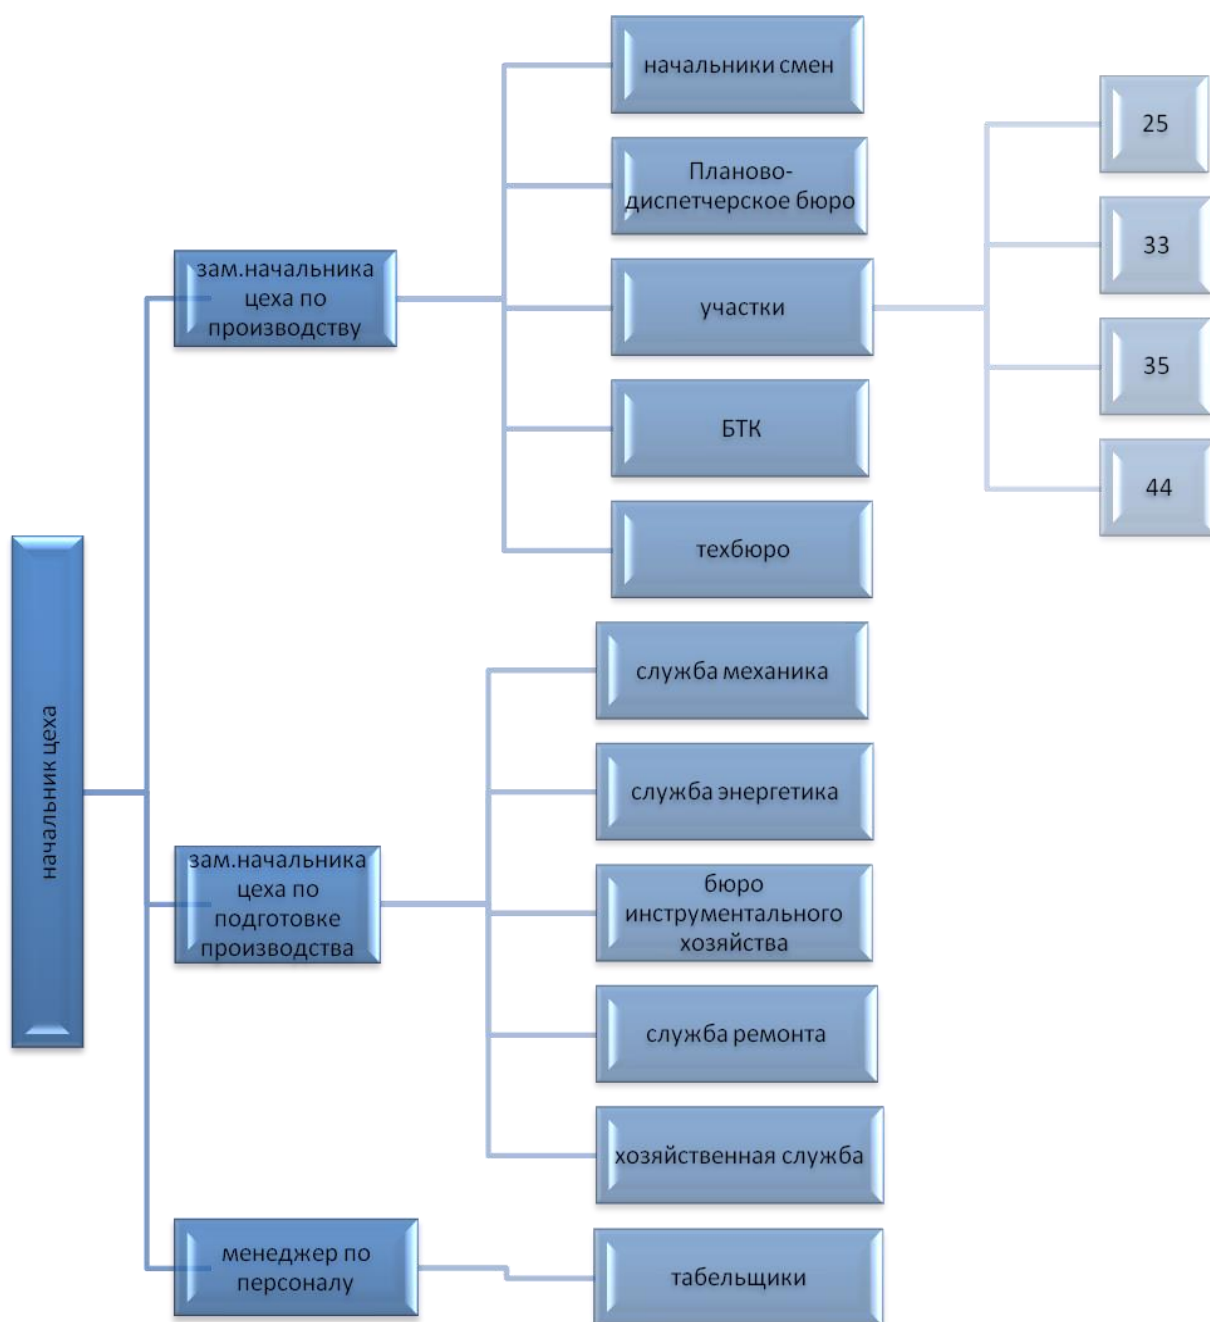 начальник цеха
зам.начальника
цеха по
производству
начальники смен
Планово-
диспетчерское бюро
участки
25
33
35
44
БТК
техбюро
зам.начальника
цеха по
подготовке
производства
служба механика
служба энергетика
бюро
инструментального
хозяйства
служба ремонта
хозяйственная служба
менеджер по
персоналу
табельщики